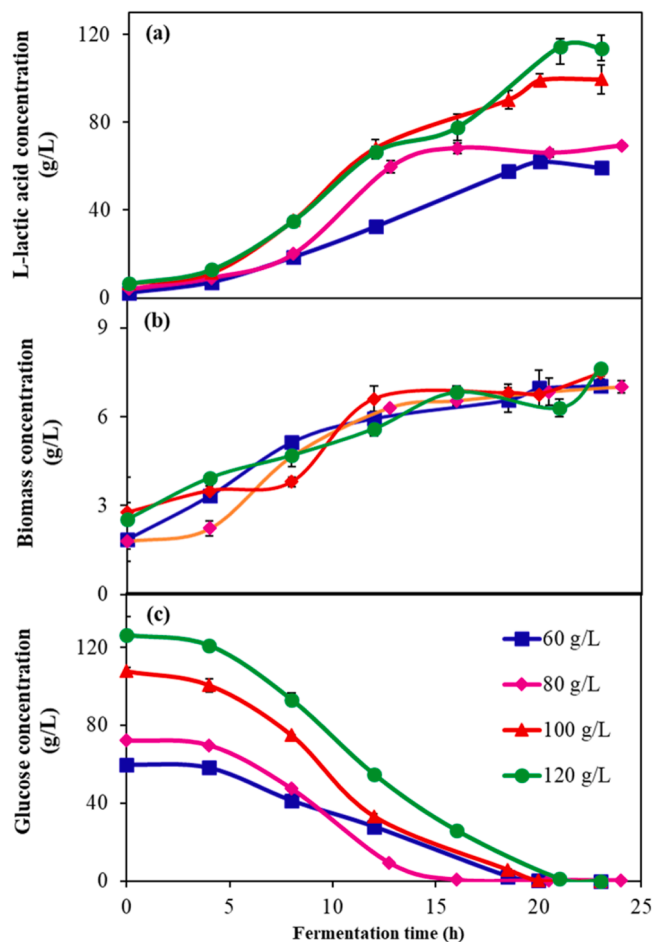 120
(a)
80
40
0
L-lactic acid concentration
(g/L)
9
(b)
6
3
0
Biomass concentration
(g/L)
(c)
120
80
40
0
Glucose concentration
(g/L)
60 g/L
80 g/L
100 g/L
120 g/L
0 5 10 15 20 25
Fermentation time (h)